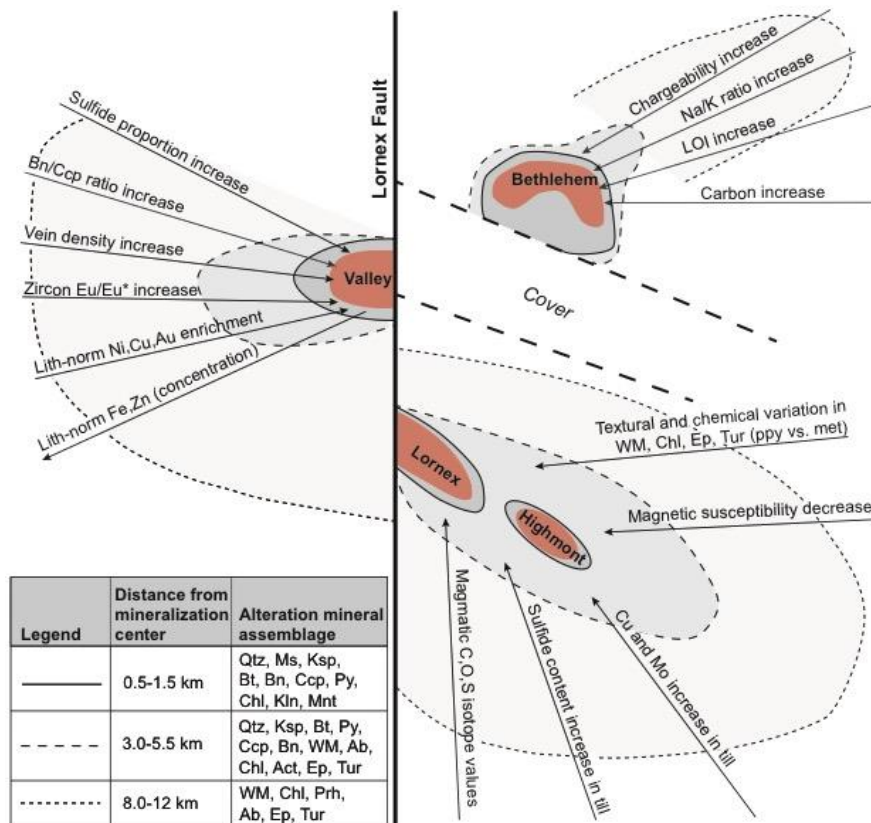 Lornex Fault
Sulfide proportion increase
Bn/Ccp ratio increase
Vein density increase
Zircon Eu/Eu* increase
Lith-norm Ni,Cu,Au enrichment
Lith-norm Fe,Zn (concentration)
Valley
Chargeability increase
Na/K ratio increase
LOI increase
Carbon increase
Bethlehem
Cover
Textural and chemical variation in
WM, Chl, Ep, Tur (ppy vs. met)
Magnetic susceptibility decrease
Lornex
Highmont
Magmatic C,O,S isotope values
Sulfide content increase
in till
Cu and Mo increase in till
Legend
Distance from
mineralization
center
Alteration mineral
assemblage
0.5-1.5 km
Qtz, Ms, Ksp,
Bt, Bn, Ccp, Py,
Chl, Kln, Mnt
3.0-5.5 km
Qtz, Ksp, Bt, Py,
Ccp, Bn, WM, Ab,
Chl, Act, Ep, Tur
8.0-12 km
WM, Chl, Prh,
Ab, Ep, Tur